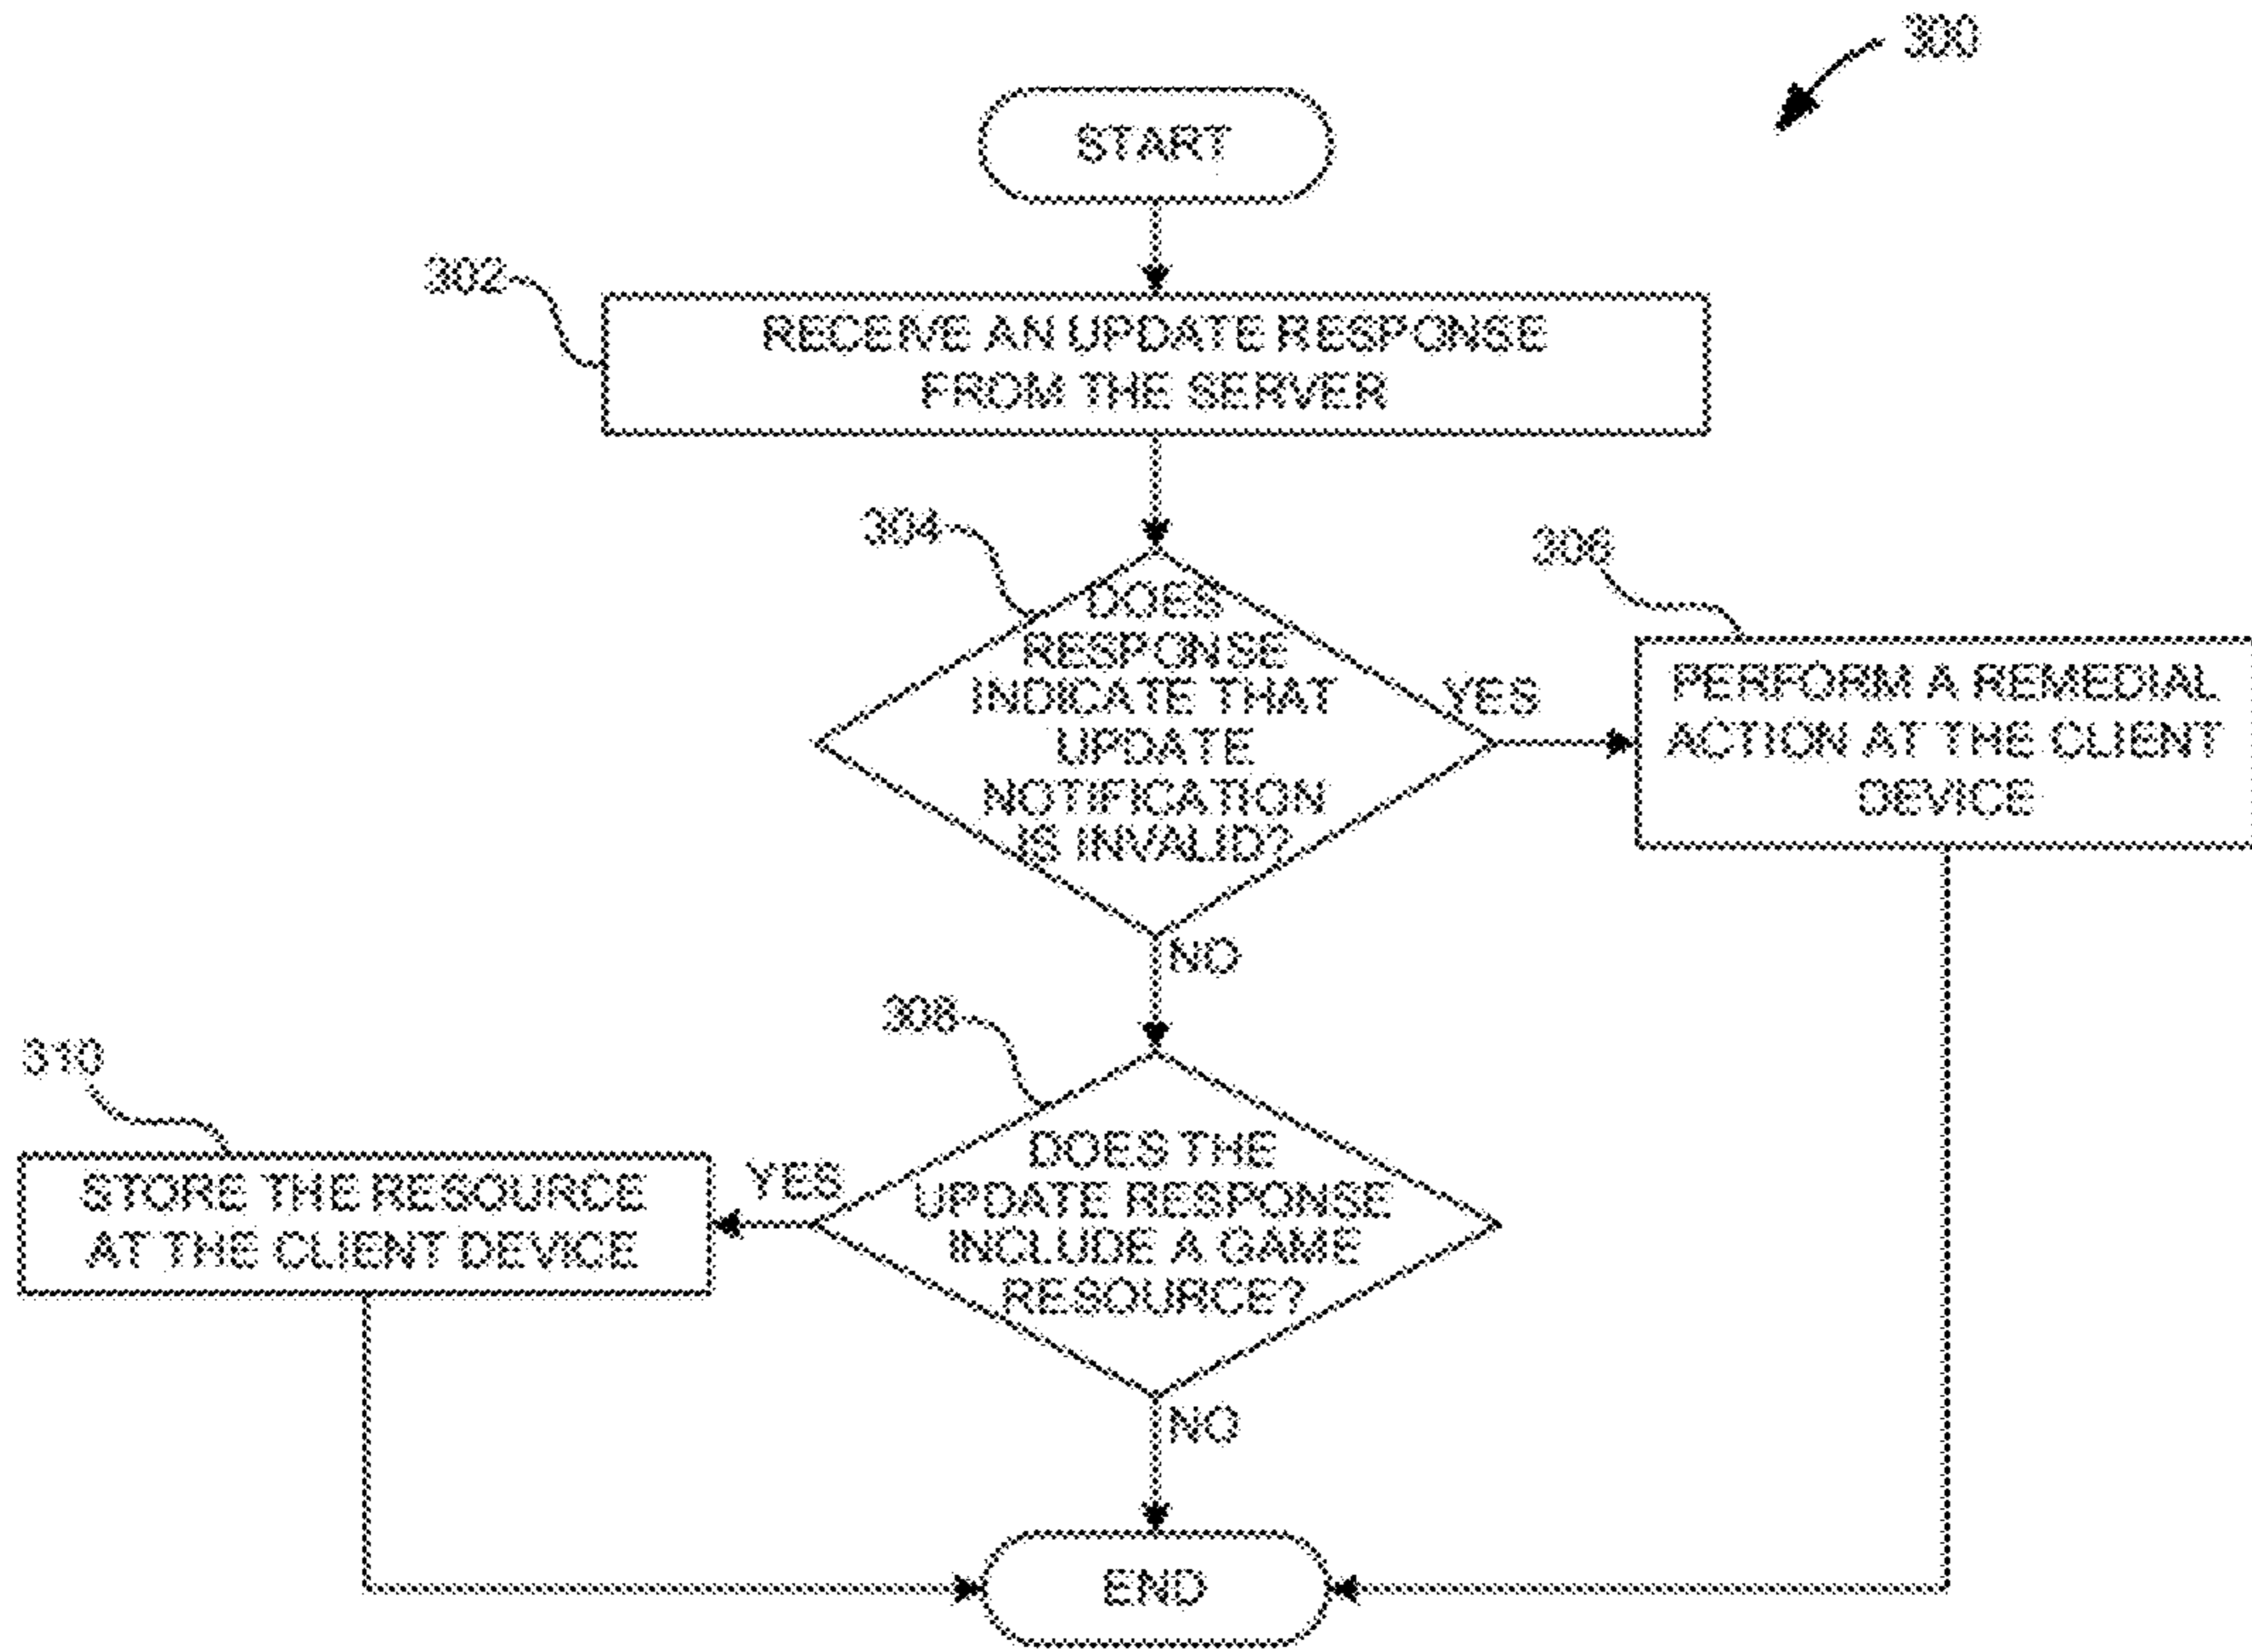 300
START
302
RECEIVE AN UPDATE RESPONSE
FROM THE SERVER
304
DOES
RESPONSE
INDICATE THAT
UPDATE
NOTIFICATION
IS INVALID?
YES
306
PERFORM A REMEDIAL
ACTION AT THE CLIENT
DEVICE
NO
308
310
DOES THE
UPDATE RESPONSE
INCLUDE A GAME
RESOURCE?
YES
STORE THE RESOURCE
AT THE CLIENT DEVICE
NO
END